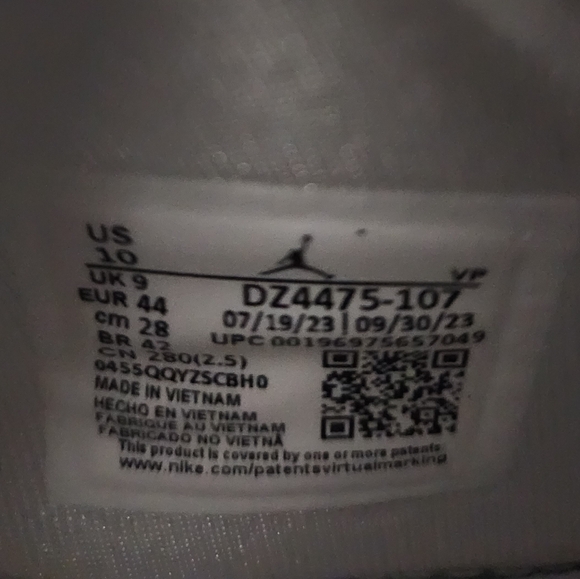 US
10
VP
UK 9
DZ4475-107
EUR 44
07/19/23 | 09/30/23
cm 28
UPC 00196975657049
BR 42
CN 280(2.5)
0455QQYZSCBH0
MADE IN VIETNAM
HECHO EN VIETNAM
FABRIQUE AU VIETNAM
FABRICADO NO VIETNÃ
This product is covered by one or more patents
www.nike.com/patentsvirtualmarking